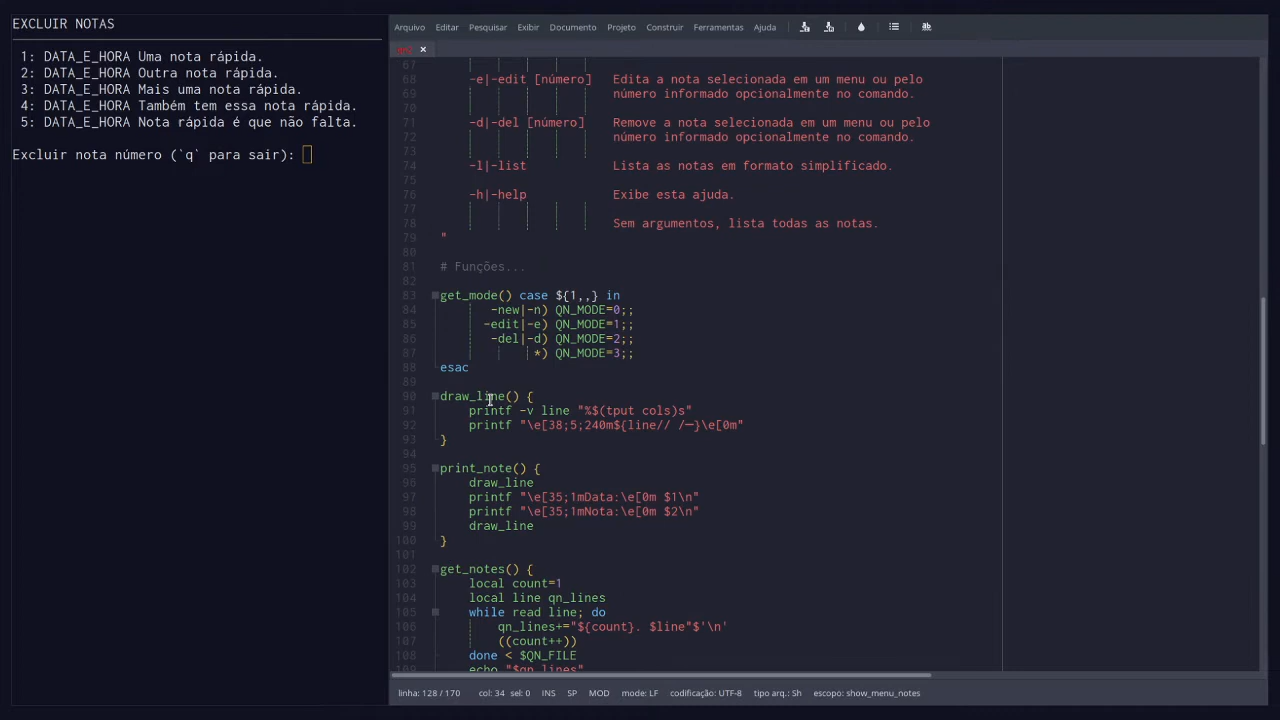 EXCLUIR NOTAS
1: DATA_E_HORA Uma nota rápida.
2: DATA_E_HORA Outra nota rápida.
3: DATA_E_HORA Mais uma nota rápida.
4: DATA_E_HORA Também tem essa nota rápida.
5: DATA_E_HORA Nota rápida é que não falta.
Excluir nota número (`q` para sair):
Arquivo Editar Pesquisar Exibir Documento Projeto Construir Ferramentas Ajuda
67
68 -e|-edit [número] Edita a nota selecionada em um menu ou pelo
69 número informado opcionalmente no comando.
70
71 -d|-del [número] Remove a nota selecionada em um menu ou pelo
72 número informado opcionalmente no comando.
73
74 -l|-list Lista as notas em formato simplificado.
75
76 -h|-help Exibe esta ajuda.
77
78 Sem argumentos, lista todas as notas.
79 "
80
81 # Funções...
82
83 get_mode() case ${1,,} in
84 -new|-n) QN_MODE=0;;
85 -edit|-e) QN_MODE=1;;
86 -del|-d) QN_MODE=2;;
87 *) QN_MODE=3;;
88 esac
89
90 draw_line() {
91 printf -v line "%$(tput cols)s"
92 printf "\e[38;5;240m${line// /─}\e[0m"
93 }
94
95 print_note() {
96 draw_line
97 printf "\e[35;1mData:\e[0m $1\n"
98 printf "\e[35;1mNota:\e[0m $2\n"
99 draw_line
100 }
101
102 get_notes() {
103 local count=1
104 local line qn_lines
105 while read line; do
106 qn_lines+="${count}. $line"$'\n'
107 ((count++))
108 done < $QN_FILE
109 echo "$qn_lines"
linha: 128 / 170 col: 34 sel: 0 INS SP MOD mode: LF codificação: UTF-8 tipo arq.: Sh escopo: show_menu_notes